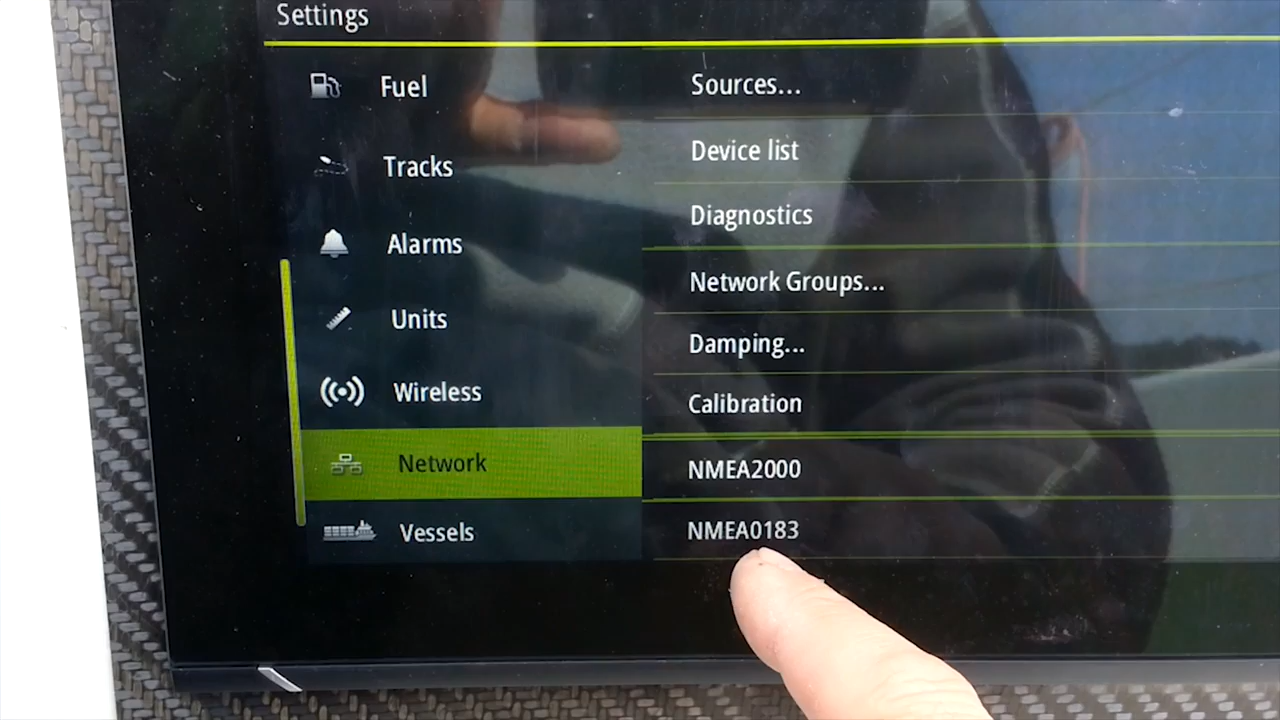 Settings
Fuel
Tracks
Alarms
Units
Wireless
Network
Vessels
Sources...
Device list
Diagnostics
Network Groups...
Damping...
Calibration
NMEA2000
NMEA0183